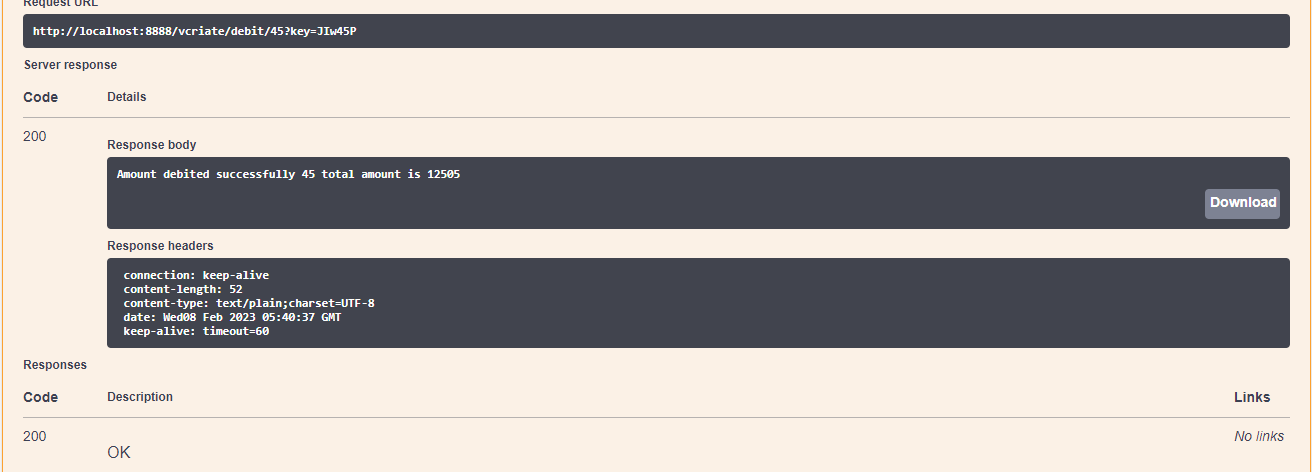 Request URL
http://localhost:8888/vcriate/debit/45?key=JIw45P
Server response
Code Details
200
Response body
Amount debited successfully 45 total amount is 12505
Download
Response headers
connection: keep-alive
content-length: 52
content-type: text/plain;charset=UTF-8
date: Wed08 Feb 2023 05:40:37 GMT
keep-alive: timeout=60
Responses
Code Description Links
200 No links
OK